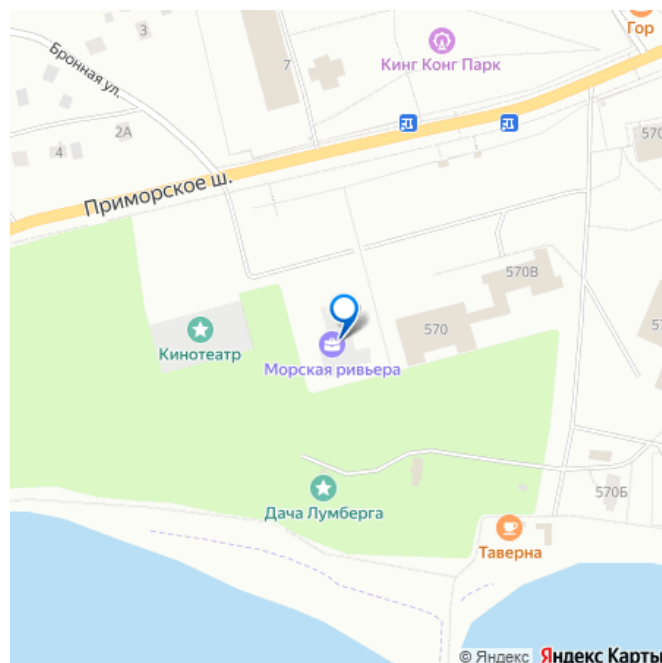 3
Гор
Бронная ул.
Кинг Конг Парк
7
2А
4
570
Приморское ш.
570В
570
57
Кинотеатр
Морская ривьера
Дача Лумберга
570Б
Таверна
© Яндекс Яндекс Карты